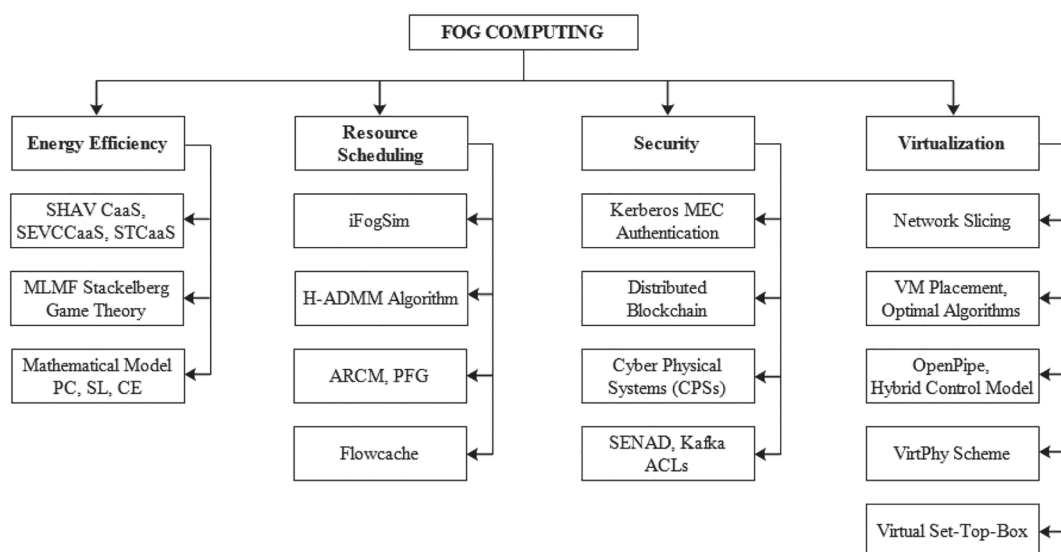 FOG COMPUTING
Energy Efficiency
SHAV CaaS,
SEVCCaaS, STCaaS
MLMF Stackelberg
Game Theory
Mathematical Model
PC, SL, CE
Resource
Scheduling
iFogSim
H-ADMM Algorithm
ARCM, PFG
Flowcache
Security
Kerberos MEC
Authentication
Distributed
Blockchain
Cyber Physical
Systems (CPSs)
SENAD, Kafka
ACLs
Virtualization
Network Slicing
VM Placement,
Optimal Algorithms
OpenPipe,
Hybrid Control Model
VirtPhy Scheme
Virtual Set-Top-Box